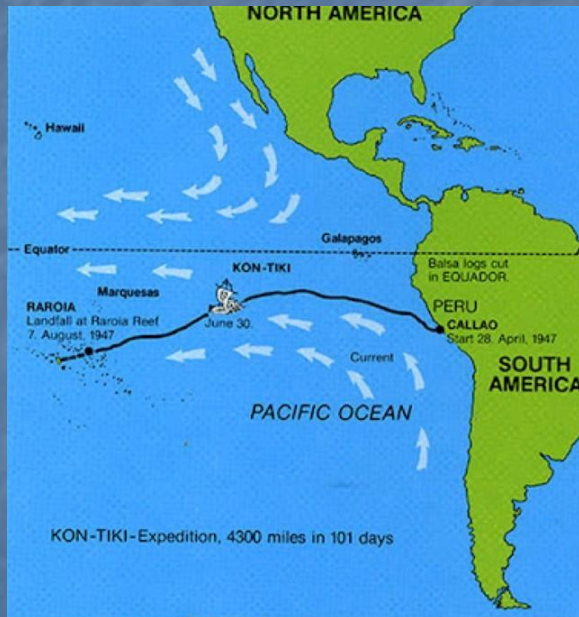 NORTH AMERICA
Hawaii
Equator
Galapagos
Balsa logs cut
in EQUADOR.
KON-TIKI
Marquesas
RAROIA
Landfall at Raroia Reef
7. August, 1947
June 30.
PERU
CALLAO
Start 28. April, 1947
Current
SOUTH
AMERICA
PACIFIC OCEAN
KON-TIKI-Expedition, 4300 miles in 101 days